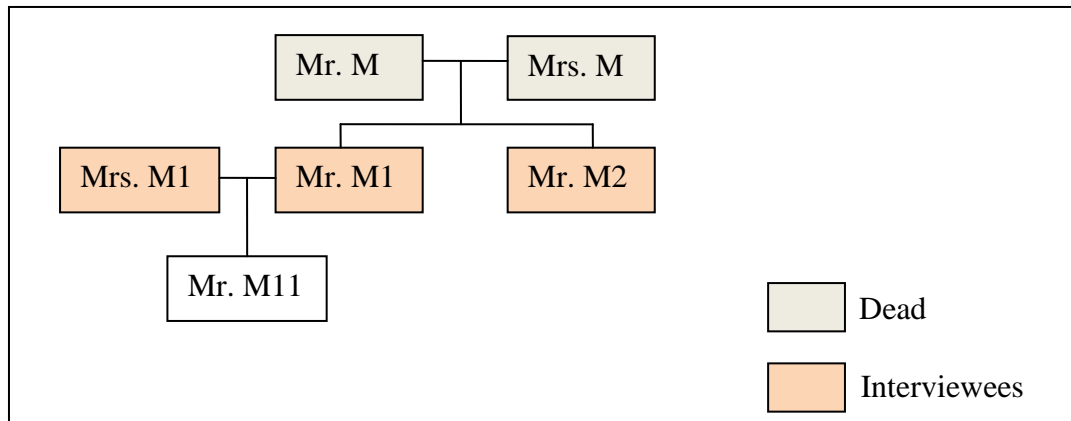 Mr. M
Mrs. M
Mrs. M1
Mr. M1
Mr. M2
Mr. M11
Dead
Interviewees